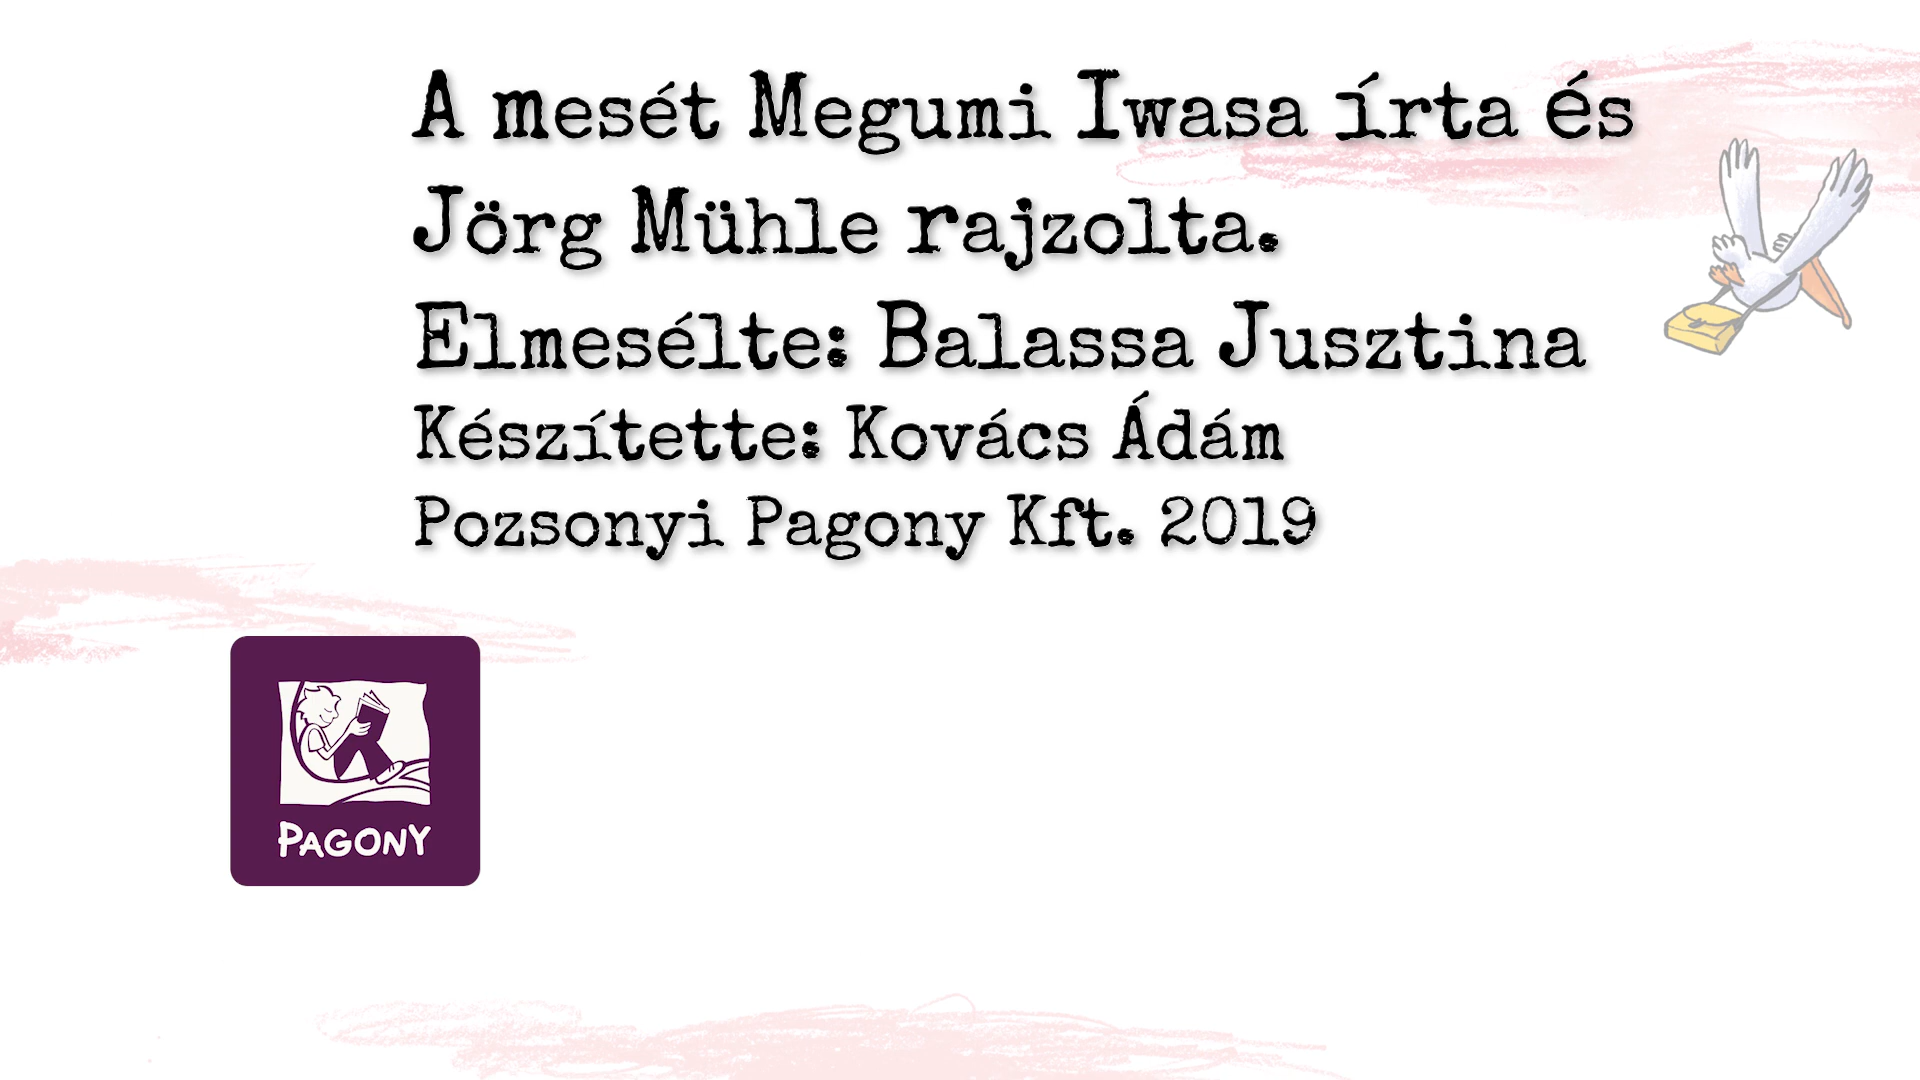 A mesét Megumi Iwasa írta és
Jörg Mühle rajzolta.
Elmesélte: Balassa Jusztina
Készítette: Kovács Ádám
Pozsonyi Pagony Kft. 2019
PAGONY